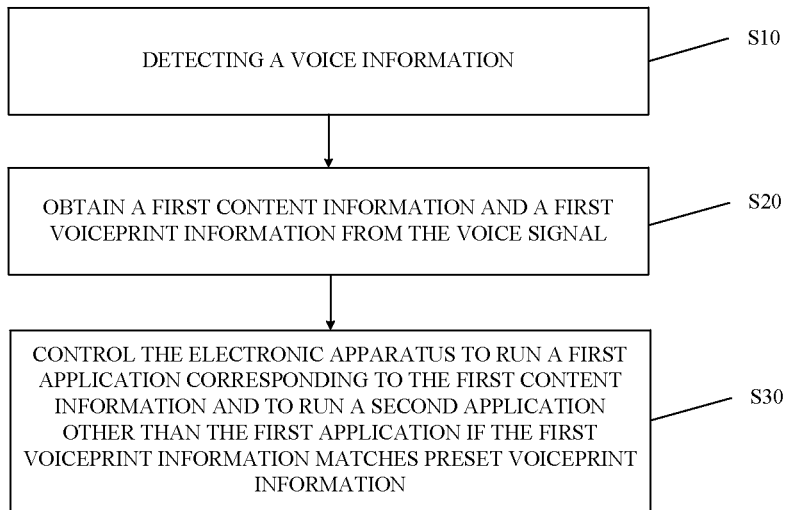 DETECTING A VOICE INFORMATION
S10
OBTAIN A FIRST CONTENT INFORMATION AND A FIRST
VOICEPRINT INFORMATION FROM THE VOICE SIGNAL
S20
CONTROL THE ELECTRONIC APPARATUS TO RUN A FIRST
APPLICATION CORRESPONDING TO THE FIRST CONTENT
INFORMATION AND TO RUN A SECOND APPLICATION
OTHER THAN THE FIRST APPLICATION IF THE FIRST
VOICEPRINT INFORMATION MATCHES PRESET VOICEPRINT
INFORMATION
S30